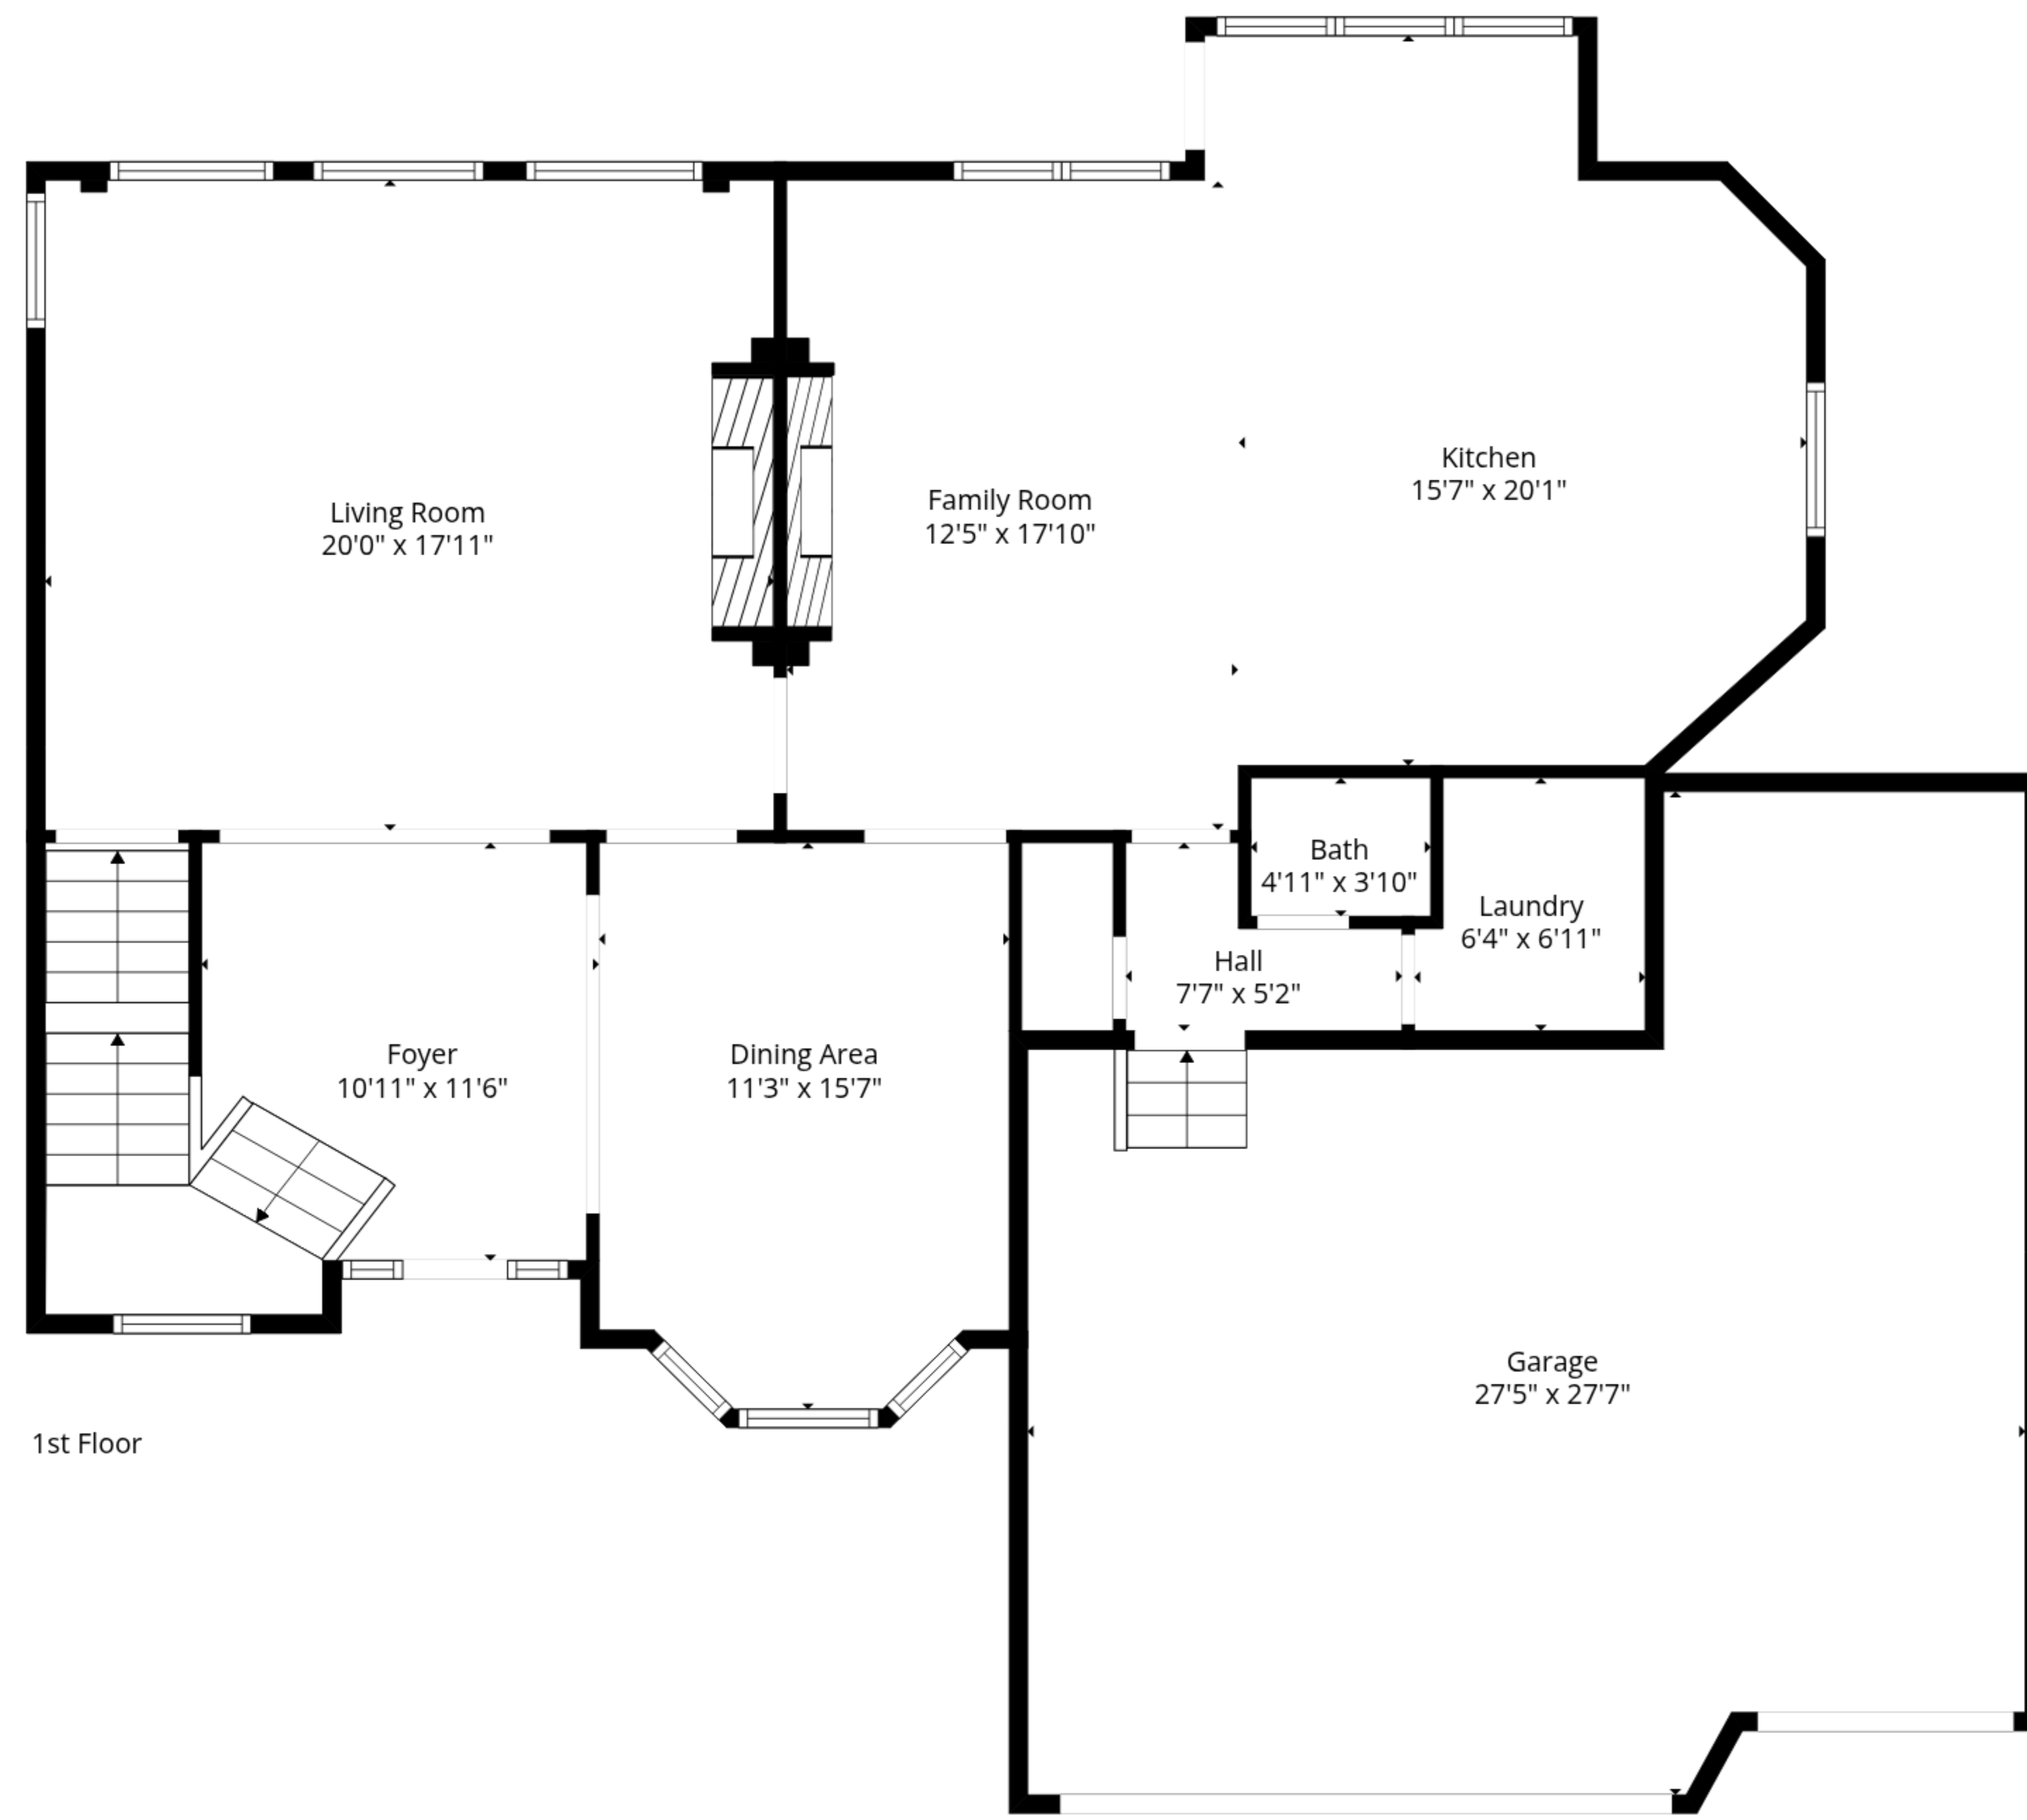 Kitchen
15'7" x 20'1"
Family Room
12'5" x 17'10"
Living Room
20'0" x 17'11"
Bath
4'11" x 3'10"
Laundry
6'4" x 6'11"
Hall
7'7" x 5'2"
Foyer
10'11" x 11'6"
Dining Area
11'3" x 15'7"
Garage
27'5" x 27'7"
1st Floor